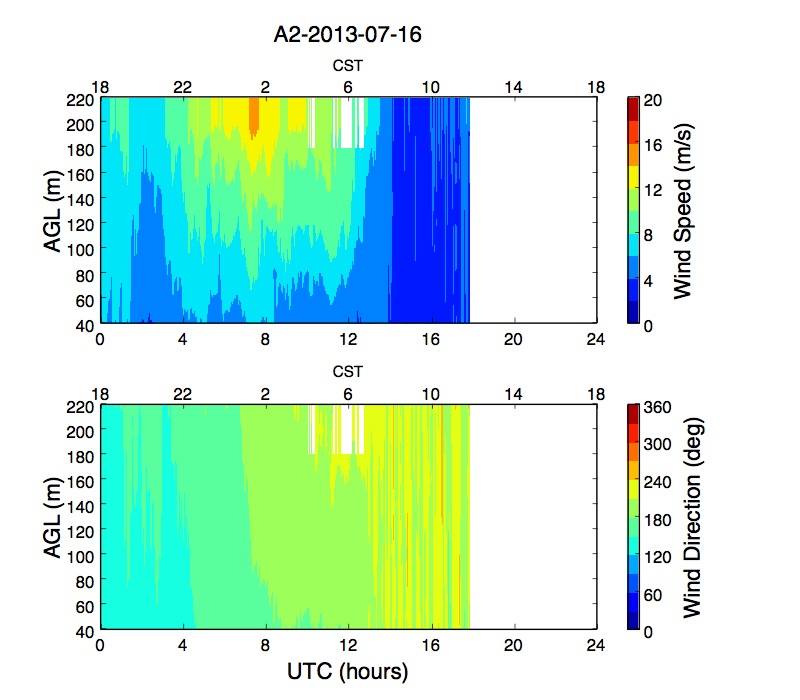 A2-2013-07-16
CST
18 22 2 6 10 14 18
220
200
180
160
140
120
100
80
60
40
AGL (m)
0 4 8 12 16 20 24
20
16
12
8
4
0
Wind Speed (m/s)
CST
18 22 2 6 10 14 18
220
200
180
160
140
120
100
80
60
40
AGL (m)
0 4 8 12 16 20 24
UTC (hours)
360
300
240
180
120
60
0
Wind Direction (deg)